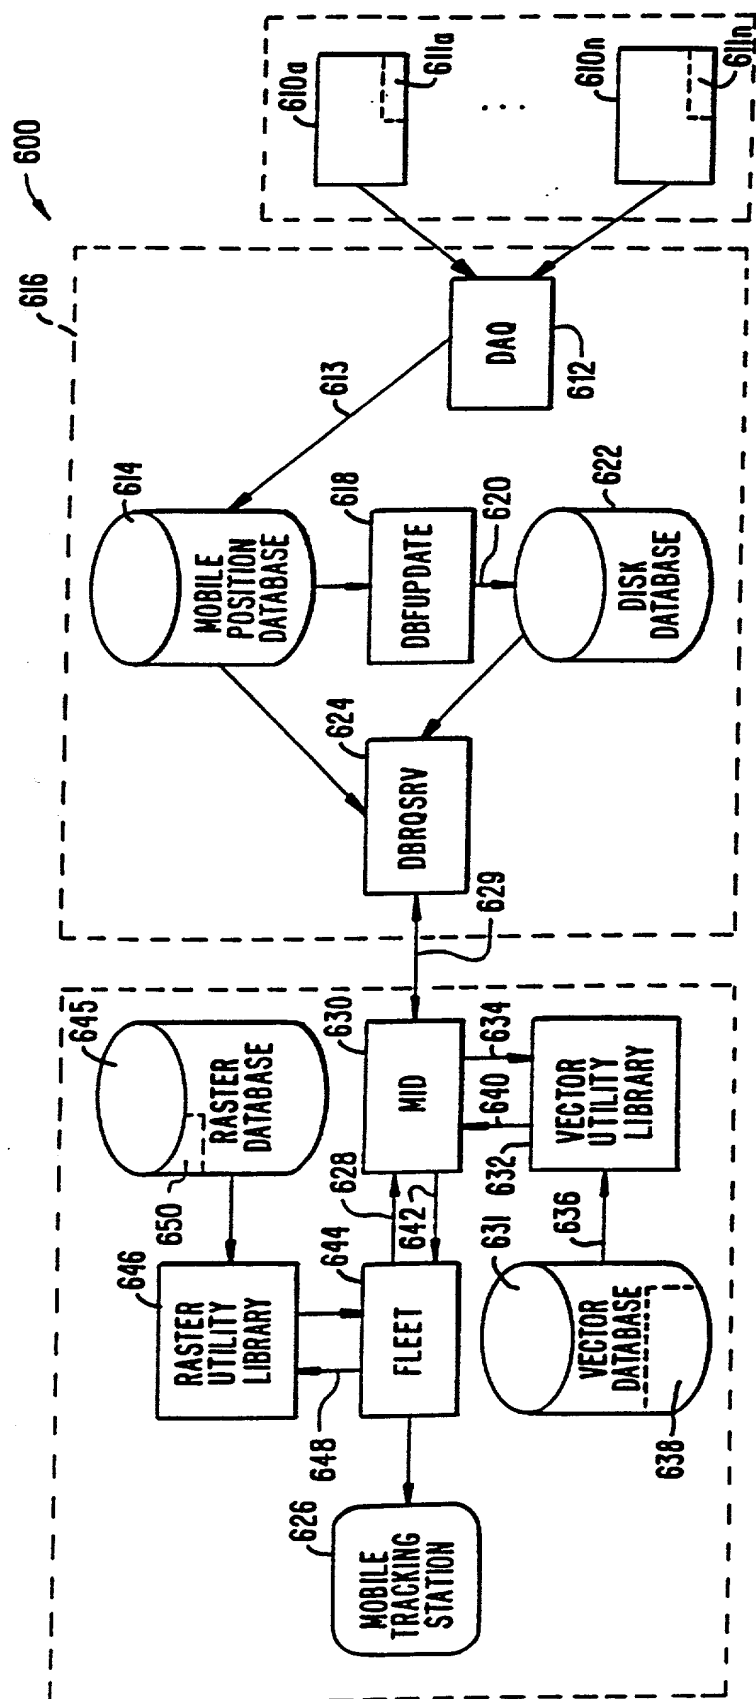 600
616
610a
611a
...
610n
611n
DAQ
612
613
614
MOBILE
POSITION
DATABASE
618
DBFUPDATE
620
622
DISK
DATABASE
624
DBRQSRV
629
645
RASTER
DATABASE
650
630
MID
628
642
634
640
632
VECTOR
UTILITY
LIBRARY
636
631
VECTOR
DATABASE
638
646
RASTER
UTILITY
LIBRARY
644
FLEET
648
626
MOBILE
TRACKING
STATION